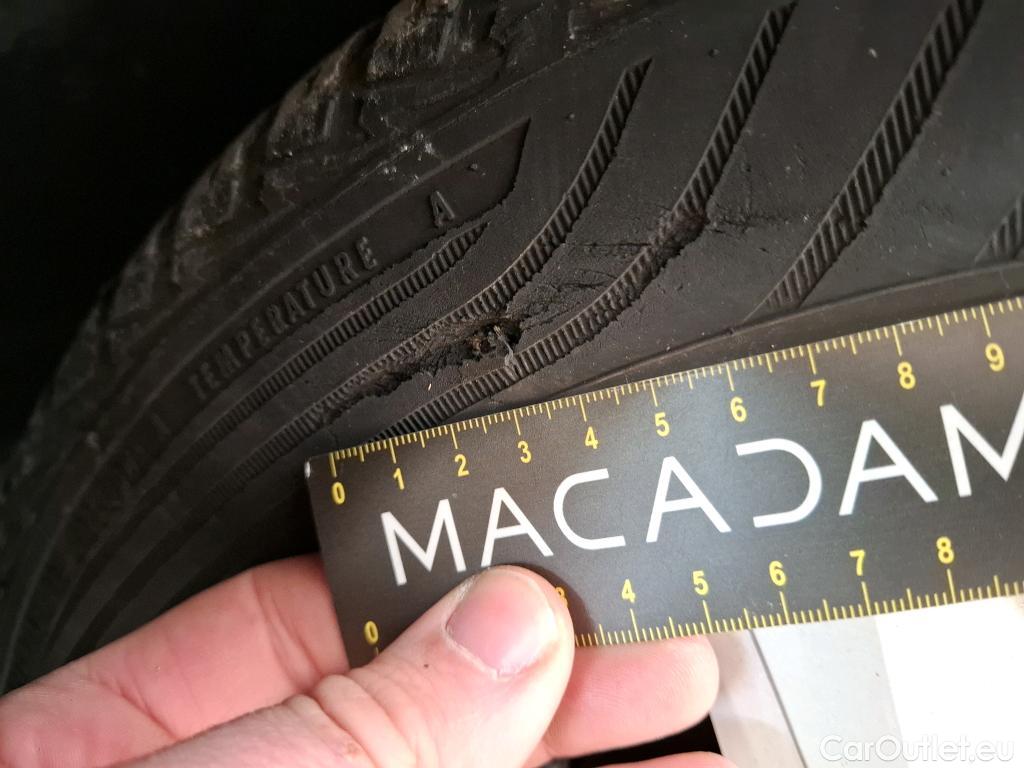 TEMPERATURE A
0 1 2 3 4 5 6 7 8 9
MACADAM
0 3 4 5 6 7 8
CarOutlet.eu